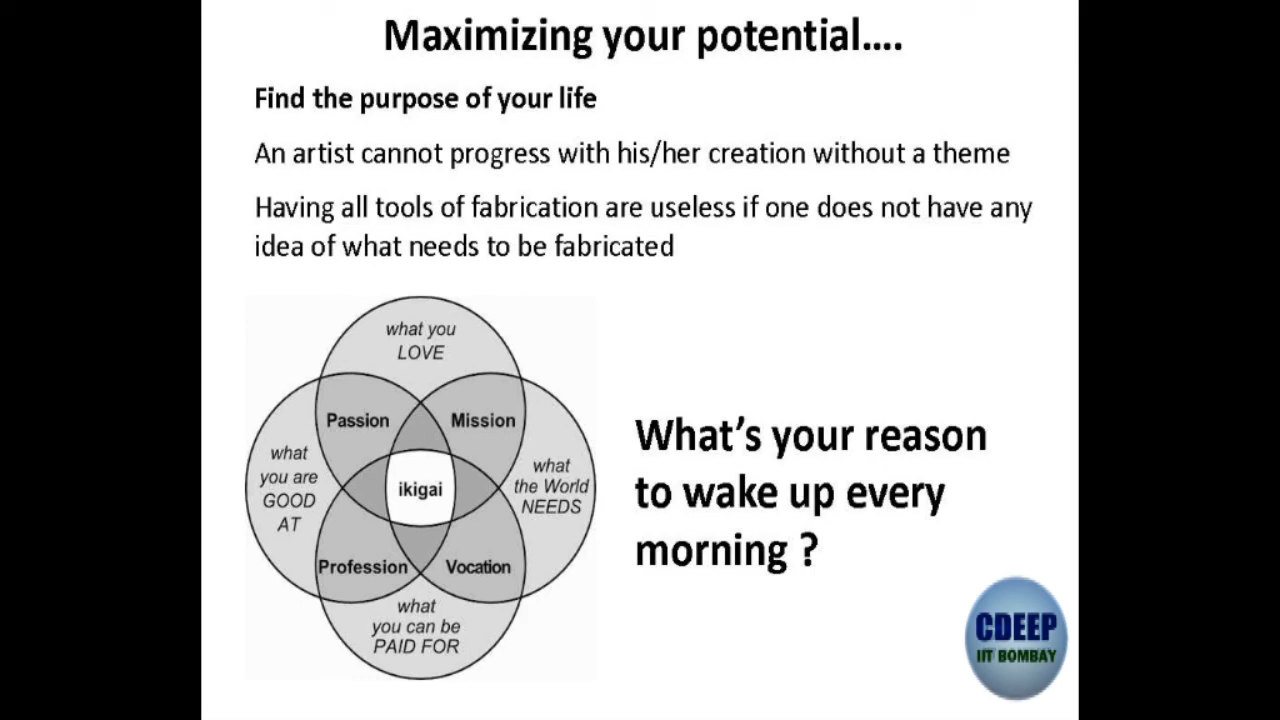 Maximizing your potential....
Find the purpose of your life
An artist cannot progress with his/her creation without a theme
Having all tools of fabrication are useless if one does not have any
idea of what needs to be fabricated
what you
LOVE
Passion
Mission
what
you are
GOOD
AT
ikigai
what
the World
NEEDS
Profession
Vocation
what
you can be
PAID FOR
What’s your reason
to wake up every
morning ?
CDEEP
IIT BOMBAY